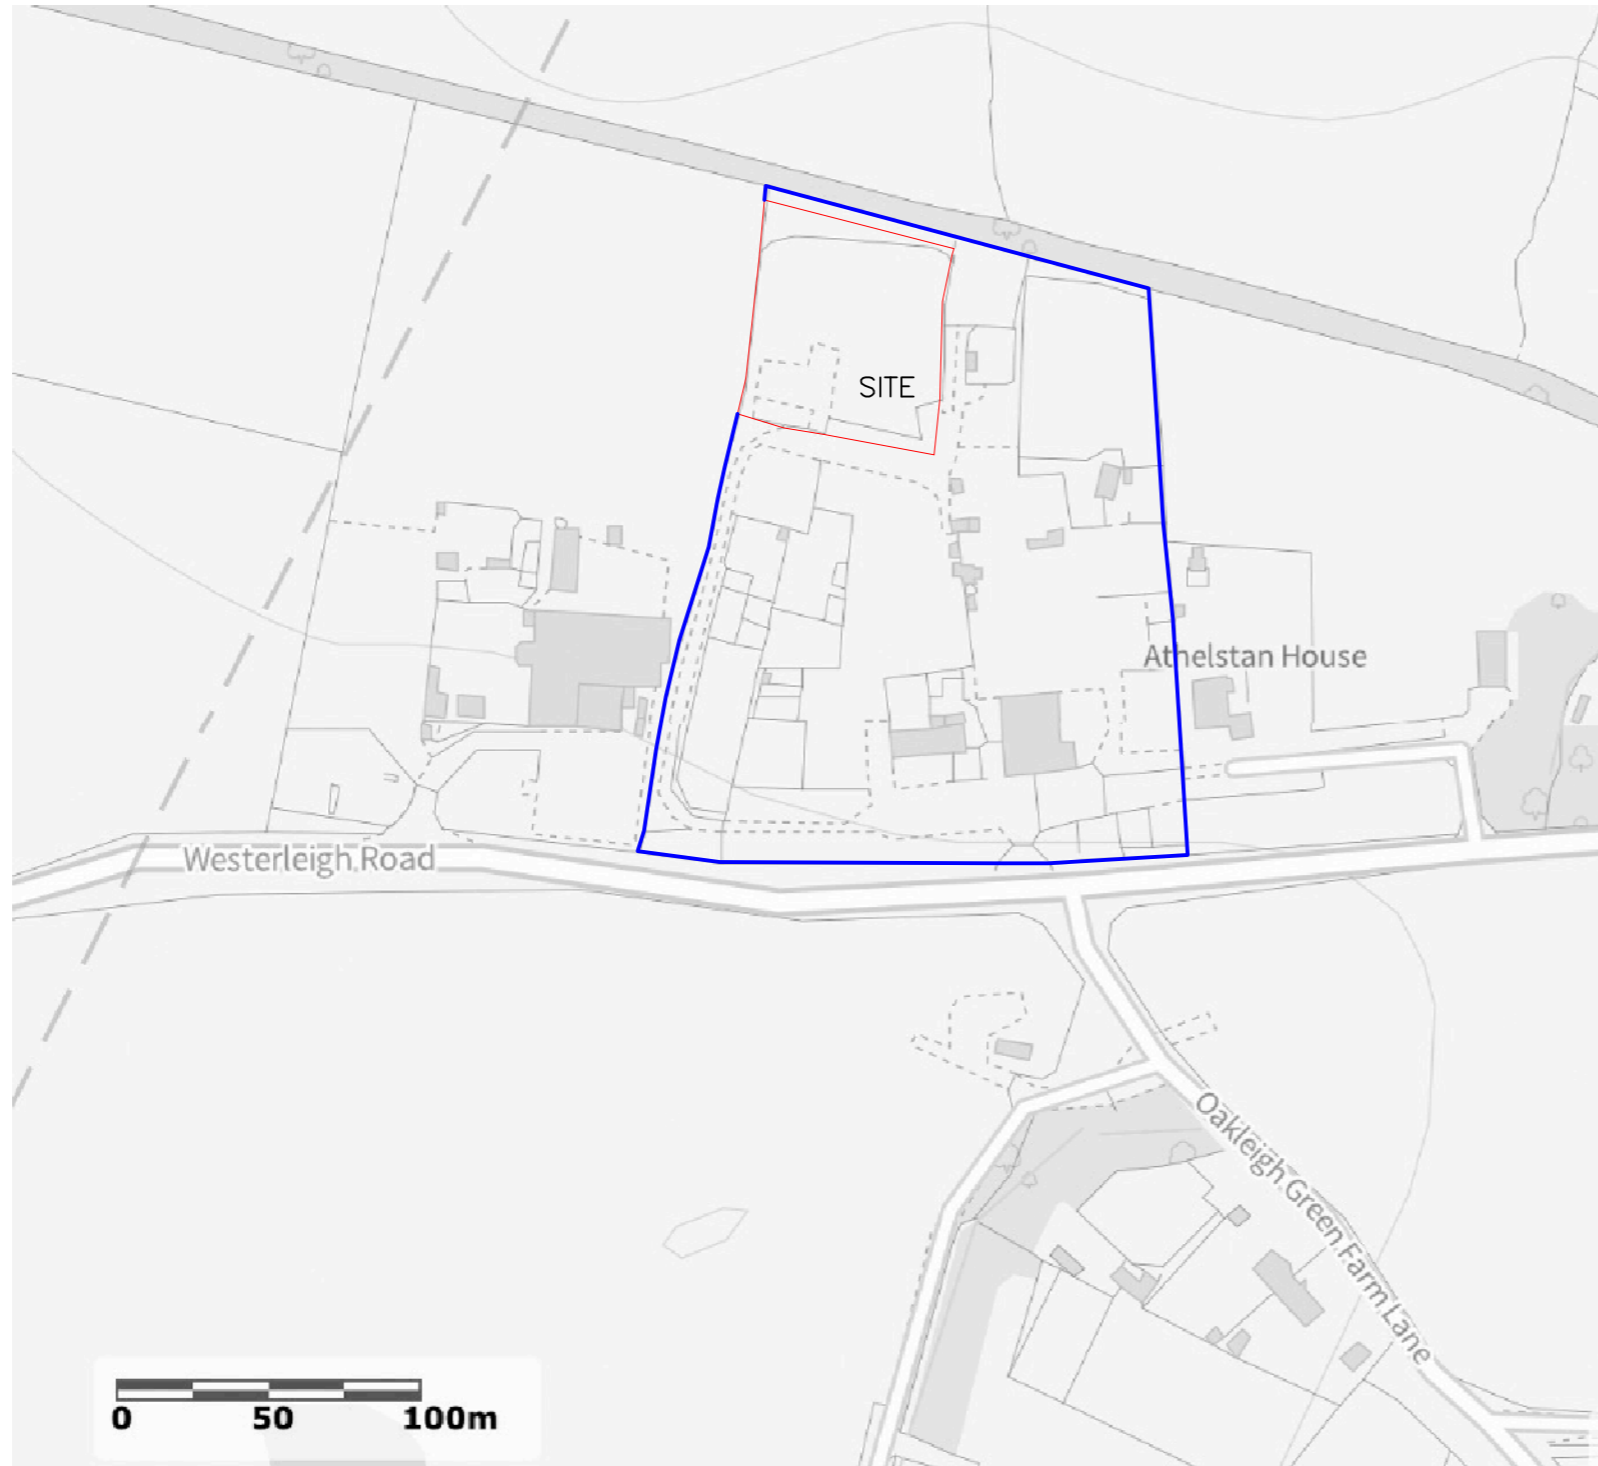 SITE
Athelstan House
Westerleigh Road
Oakleigh Green Farm Lane
0 50 100m